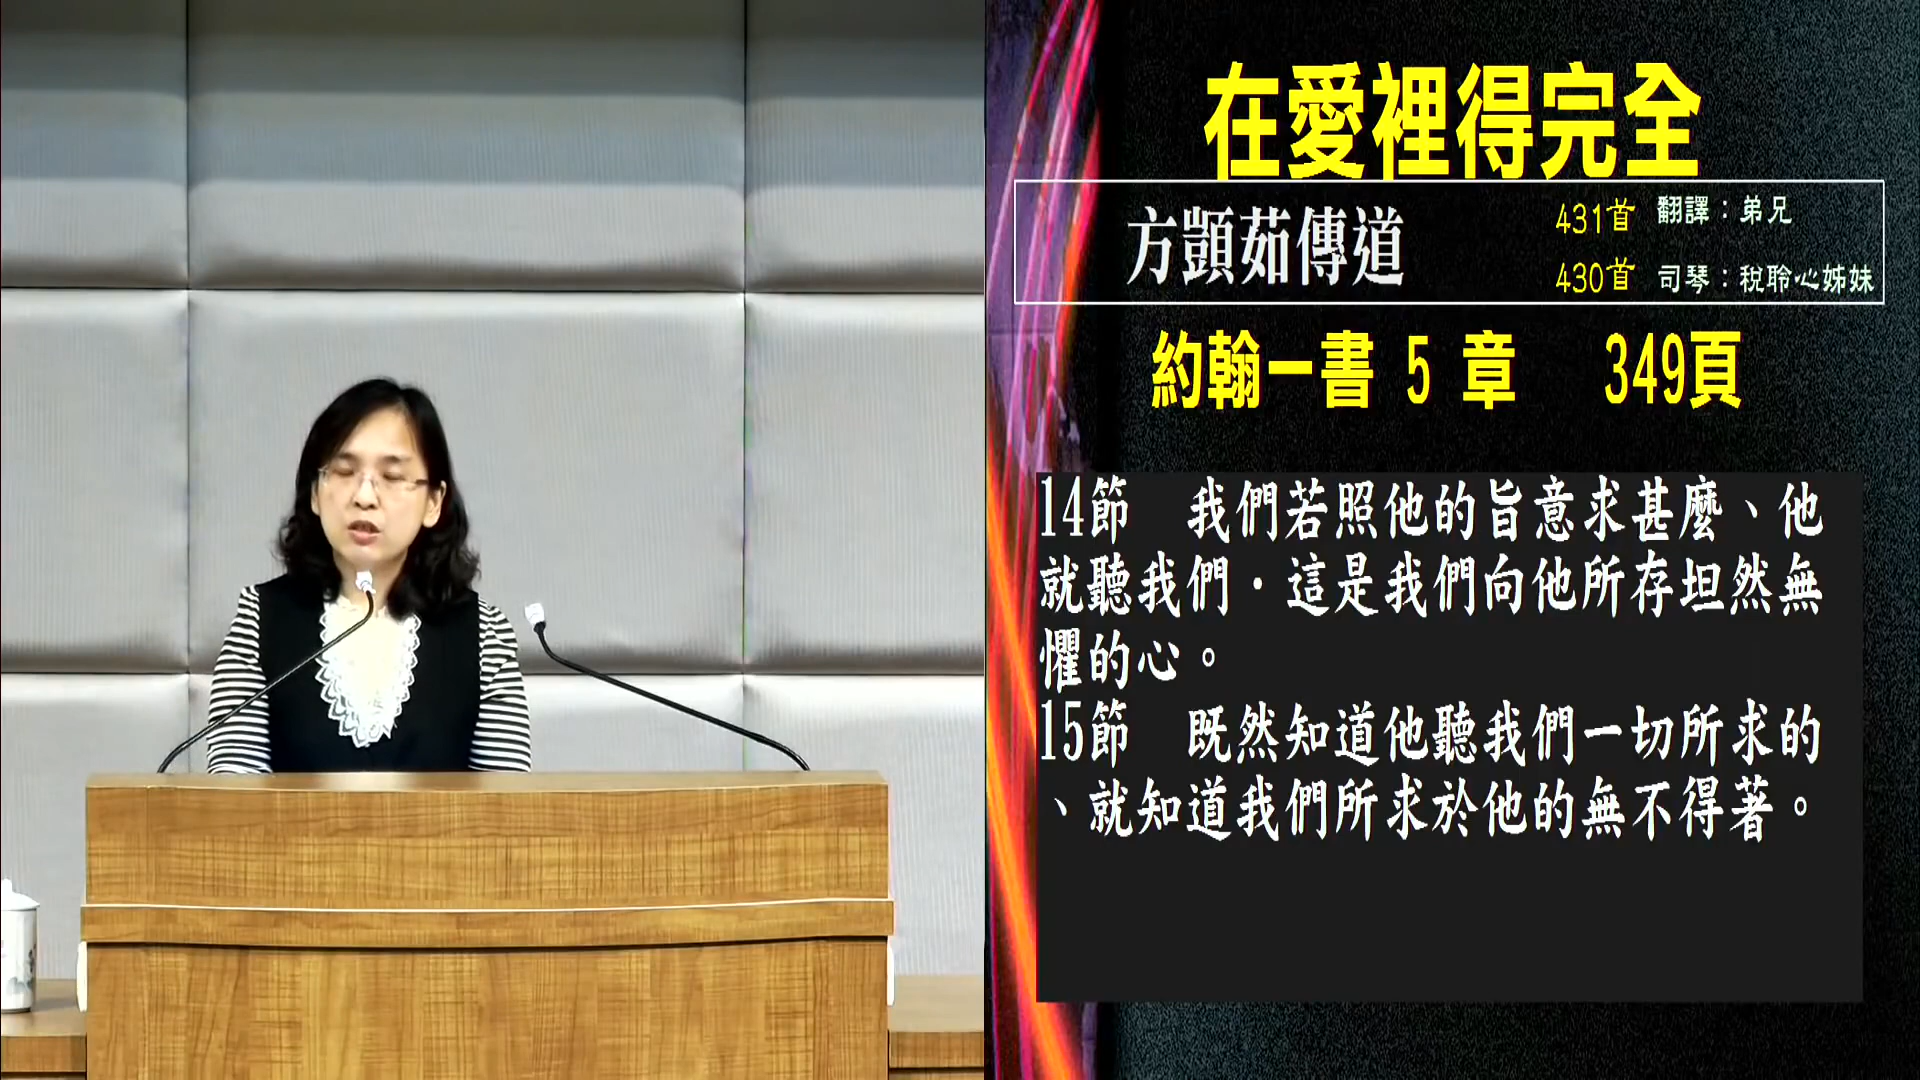 在愛裡得完全
方顗茹傳道
431首 翻譯：弟兄
430首 司琴：稅聆心姊妹
約翰一書 5 章 349頁
14節 我們若照他的旨意求甚麼、他
就聽我們．這是我們向他所存坦然無
懼的心。
15節 既然知道他聽我們一切所求的
、就知道我們所求於他的無不得著。